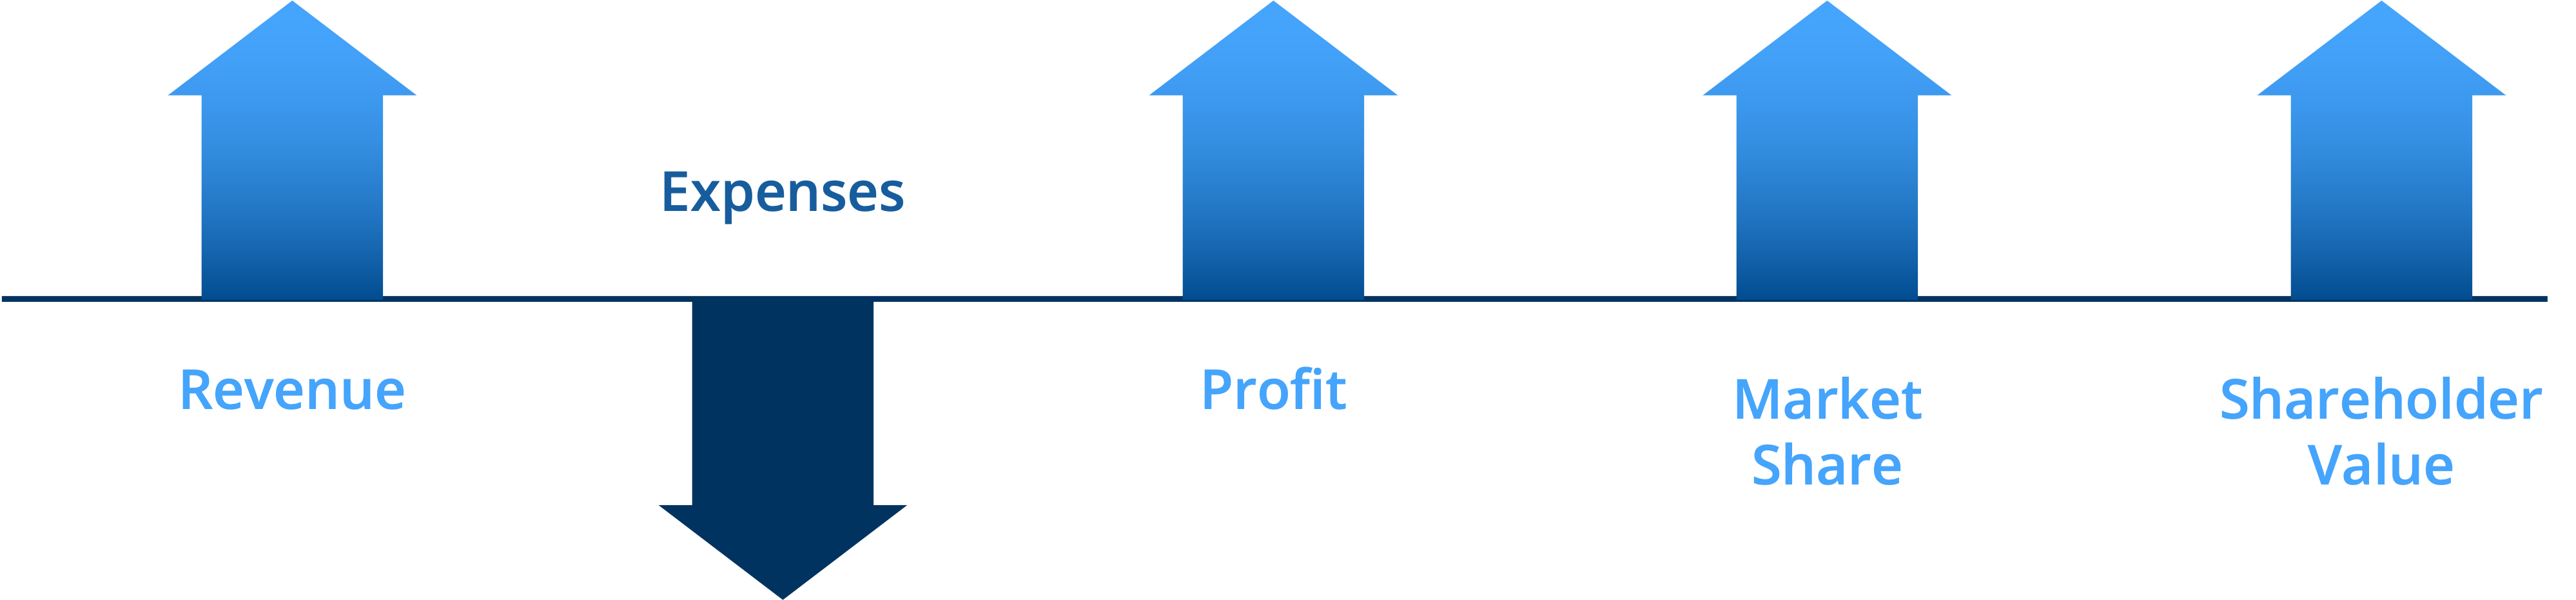 Revenue
Expenses
Profit
Market
Share
Shareholder
Value